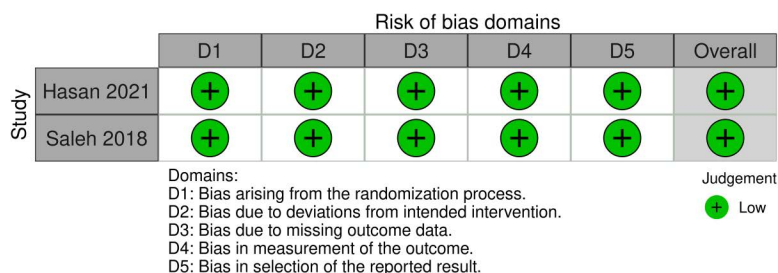 Risk of bias domains
D1 D2 D3 D4 D5 Overall
Study
Hasan 2021 + + + + + +
Saleh 2018 + + + + + +
Domains:
D1: Bias arising from the randomization process.
D2: Bias due to deviations from intended intervention.
D3: Bias due to missing outcome data.
D4: Bias in measurement of the outcome.
D5: Bias in selection of the reported result.
Judgement
+ Low